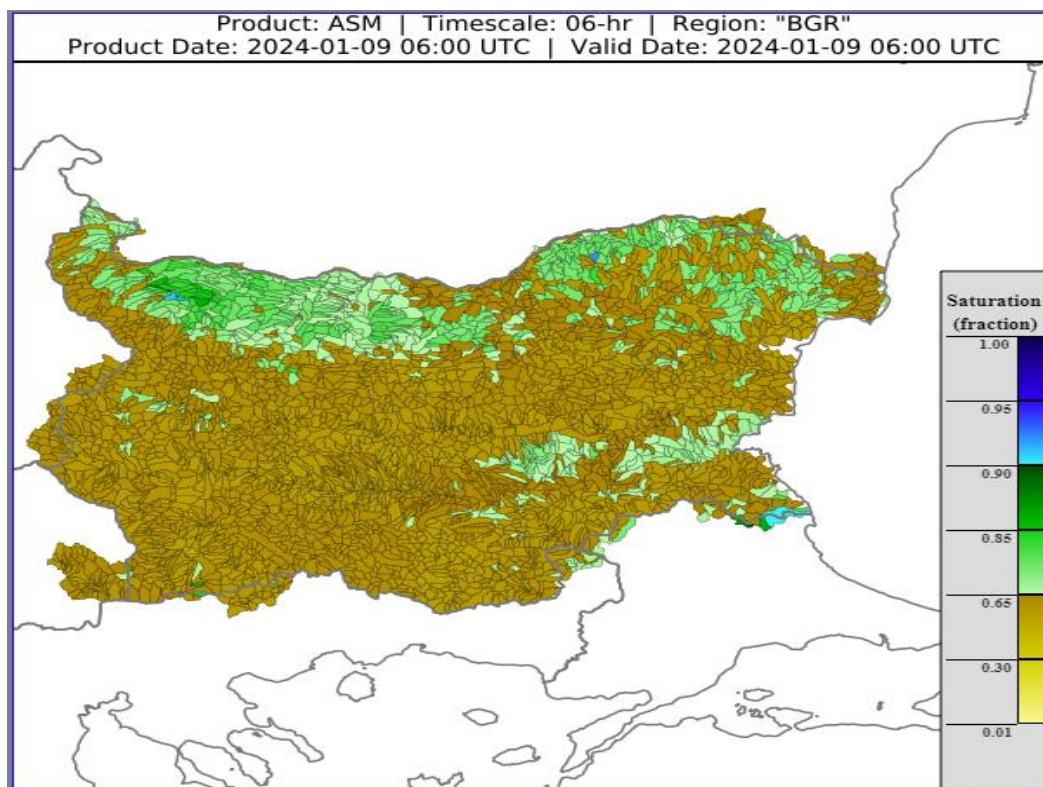 Product: ASM | Timescale: 06-hr | Region: "BGR"
Product Date: 2024-01-09 06:00 UTC | Valid Date: 2024-01-09 06:00 UTC
Saturation
(fraction)
1.00
0.95
0.90
0.85
0.65
0.30
0.01